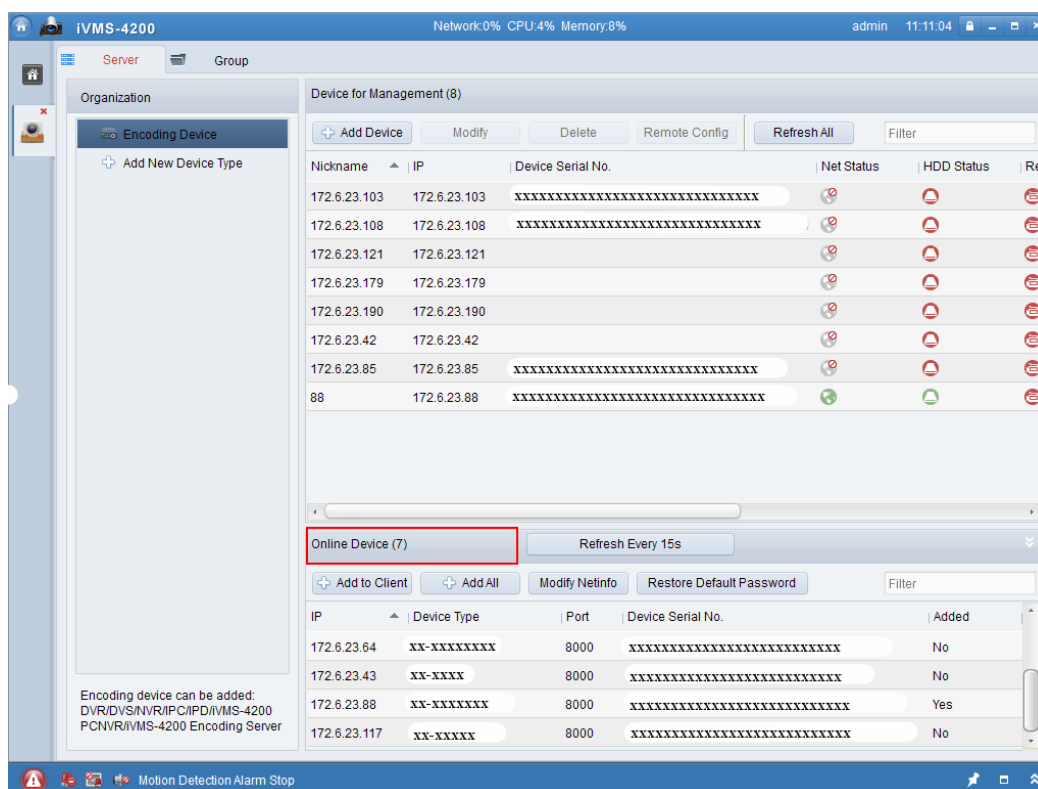 iVMS-4200 Network:0% CPU:4% Memory:8% admin 11:11:04
Server Group
Organization
Encoding Device
Add New Device Type
Encoding device can be added:
DVR/DVS/NVR/IPC/IPD/iVMS-4200
PCNVR/iVMS-4200 Encoding Server
Device for Management (8)
Add Device Modify Delete Remote Config Refresh All Filter
Nickname IP Device Serial No. Net Status HDD Status Re
172.6.23.103 172.6.23.103 xxxxxxxxxxxxxxxxxxxxxxxxxxxxxx
172.6.23.108 172.6.23.108 xxxxxxxxxxxxxxxxxxxxxxxxxxxxxx
172.6.23.121 172.6.23.121
172.6.23.179 172.6.23.179
172.6.23.190 172.6.23.190
172.6.23.42 172.6.23.42
172.6.23.85 172.6.23.85 xxxxxxxxxxxxxxxxxxxxxxxxxxxxxx
88 172.6.23.88 xxxxxxxxxxxxxxxxxxxxxxxxxxxxxxx
Online Device (7) Refresh Every 15s
Add to Client Add All Modify Netinfo Restore Default Password Filter
IP Device Type Port Device Serial No. Added
172.6.23.64 xx-xxxxxxxx 8000 xxxxxxxxxxxxxxxxxxxxxxxxxx No
172.6.23.43 xx-xxxx 8000 xxxxxxxxxxxxxxxxxxxxxxxxxx No
172.6.23.88 xx-xxxxxxx 8000 xxxxxxxxxxxxxxxxxxxxxxxxxxx Yes
172.6.23.117 xx-xxxxx 8000 xxxxxxxxxxxxxxxxxxxxxxxxxxx No
Motion Detection Alarm Stop